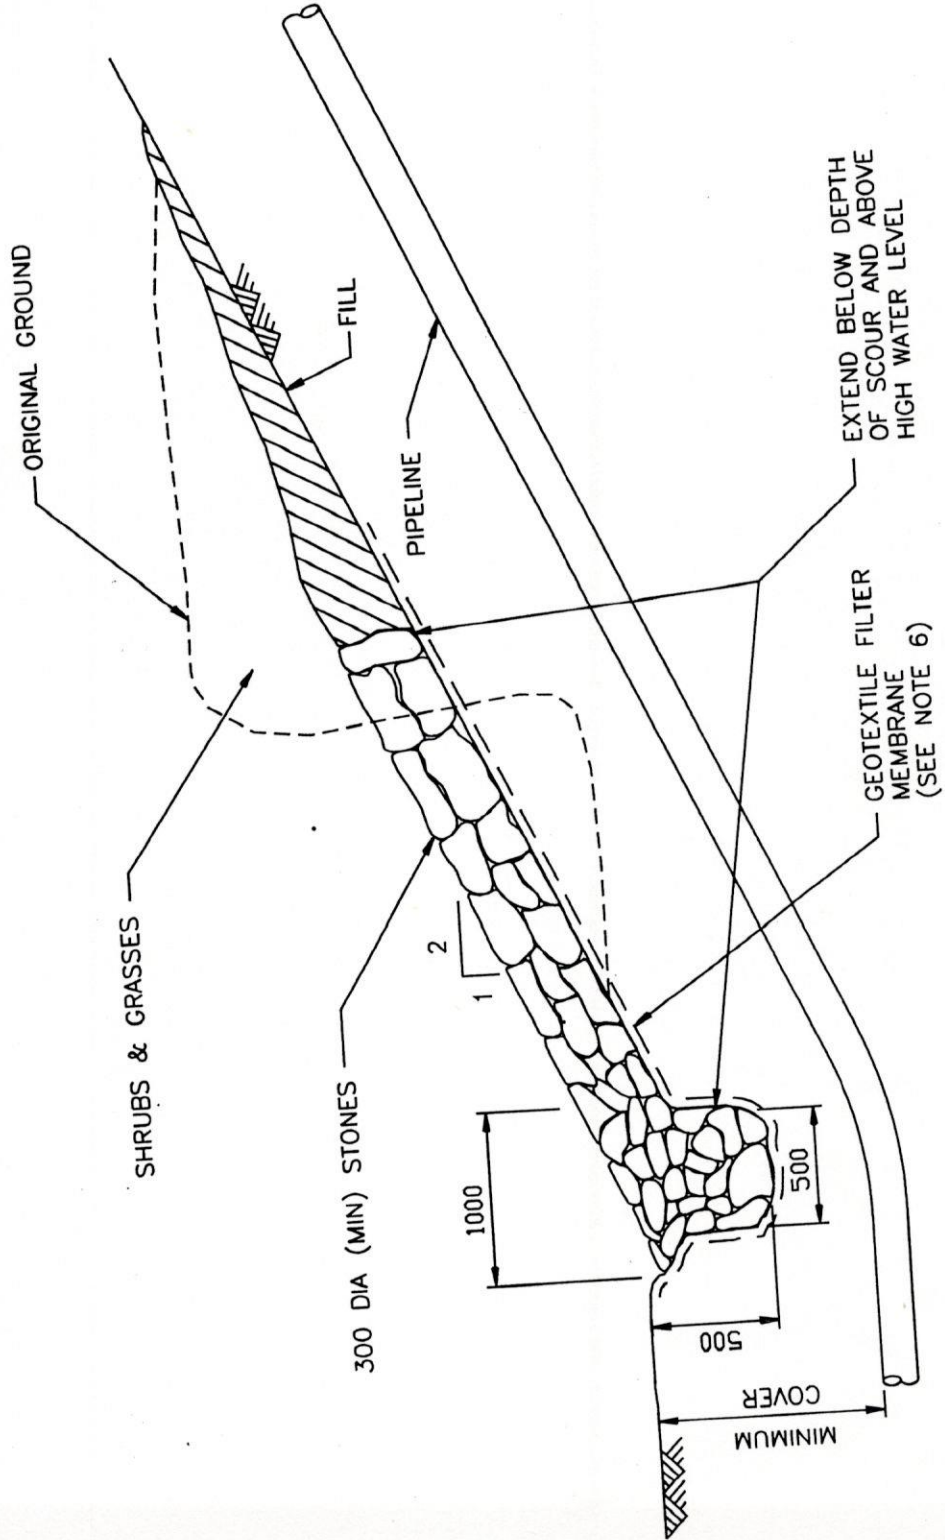 ORIGINAL GROUND
SHRUBS & GRASSES
300 DIA (MIN) STONES
FILL
PIPELINE
2
1
1000
500
500
MINIMUM
COVER
EXTEND BELOW DEPTH
OF SCOUR AND ABOVE
HIGH WATER LEVEL
GEOTEXTILE FILTER
MEMBRANE
(SEE NOTE 6)